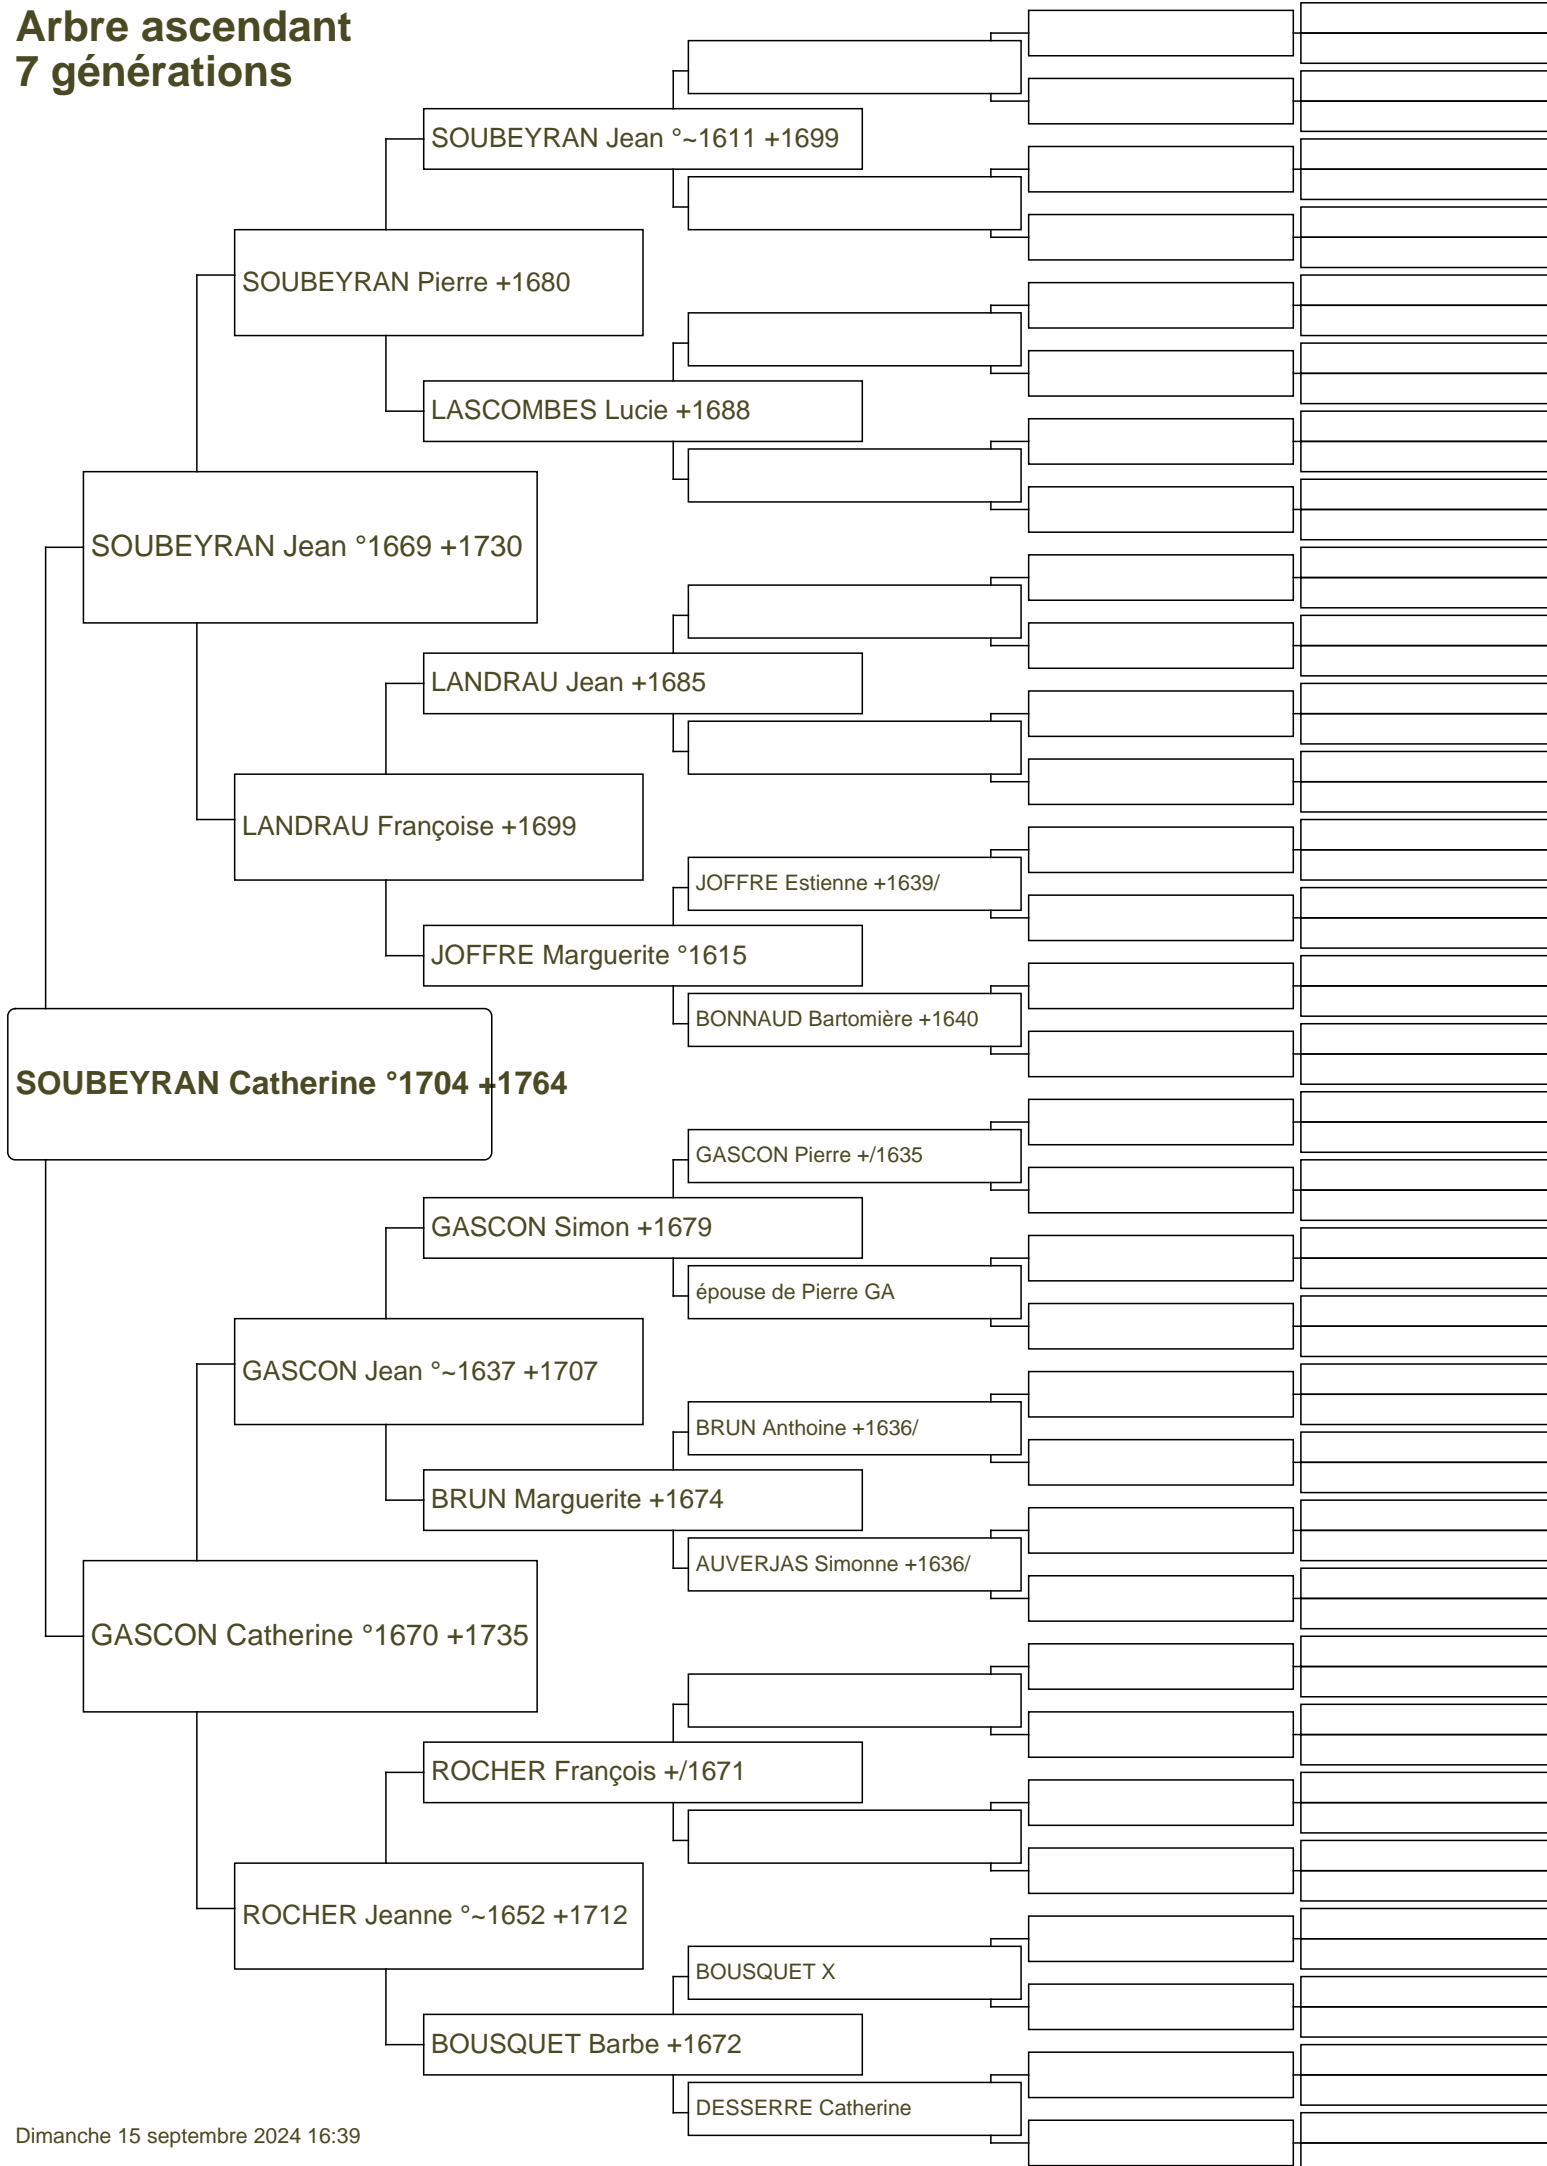 Arbre ascendant
7 générations
SOUBEYRAN Jean °~1611 +1699
SOUBEYRAN Pierre +1680
LASCOMBES Lucie +1688
SOUBEYRAN Jean °1669 +1730
LANDRAU Jean +1685
LANDRAU Françoise +1699
JOFFRE Estienne +1639/
JOFFRE Marguerite °1615
BONNAUD Bartomière +1640
SOUBEYRAN Catherine °1704 +1764
GASCON Pierre +/1635
GASCON Simon +1679
épouse de Pierre GA
GASCON Jean °~1637 +1707
BRUN Anthoine +1636/
BRUN Marguerite +1674
AUVERJAS Simonne +1636/
GASCON Catherine °1670 +1735
ROCHER François +/1671
ROCHER Jeanne °~1652 +1712
BOUSQUET X
BOUSQUET Barbe +1672
DESSERRE Catherine
Dimanche 15 septembre 2024 16:39